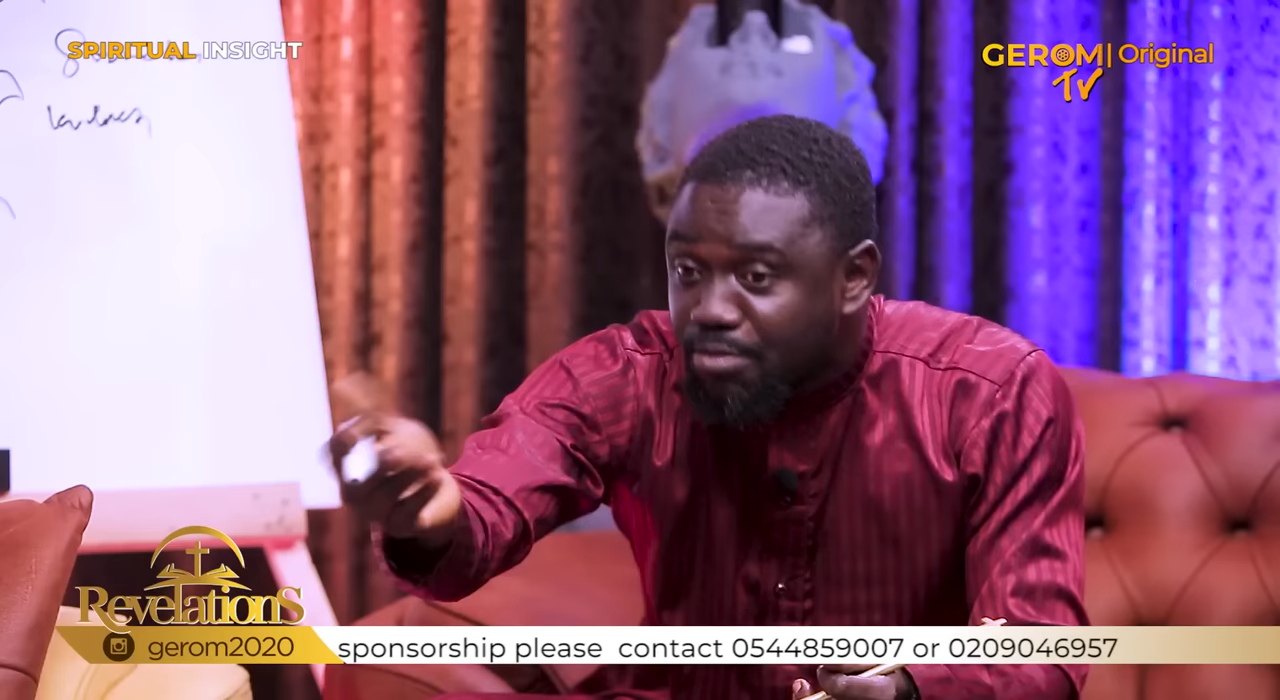 SPIRITUAL INSIGHT
GEROM| Original
TV
Revelations
gerom2020
sponsorship please contact 0544859007 or 0209046957